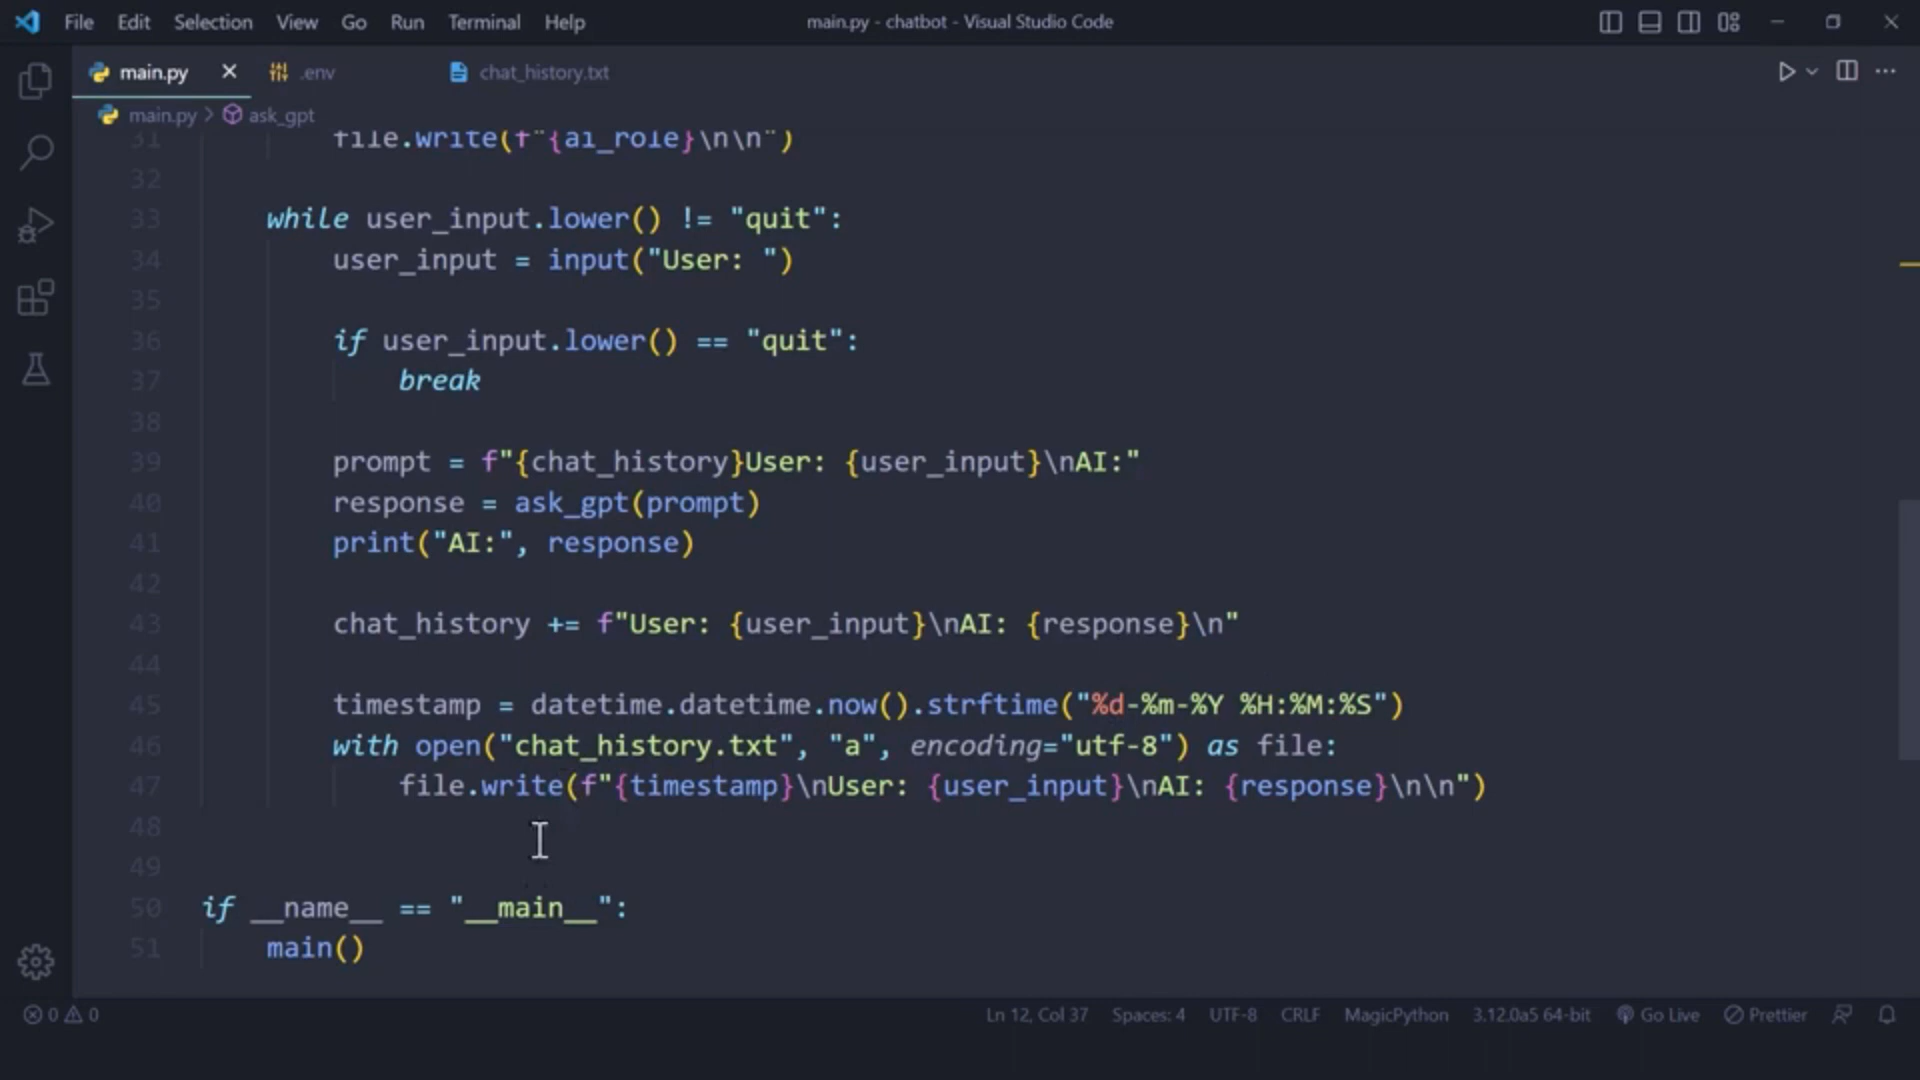 File Edit Selection View Go Run Terminal Help main.py - chatbot - Visual Studio Code
main.py .env chat_history.txt
main.py > ask_gpt
31 file.write(f"{ai_role}\n\n")
32
33 while user_input.lower() != "quit":
34 user_input = input("User: ")
35
36 if user_input.lower() == "quit":
37 break
38
39 prompt = f"{chat_history}User: {user_input}\nAI:"
40 response = ask_gpt(prompt)
41 print("AI:", response)
42
43 chat_history += f"User: {user_input}\nAI: {response}\n"
44
45 timestamp = datetime.datetime.now().strftime("%d-%m-%Y %H:%M:%S")
46 with open("chat_history.txt", "a", encoding="utf-8") as file:
47 file.write(f"{timestamp}\nUser: {user_input}\nAI: {response}\n\n")
48
49
50 if __name__ == "__main__":
51 main()
0 0 Ln 12, Col 37 Spaces: 4 UTF-8 CRLF MagicPython 3.12.0a5 64-bit Go Live Prettier